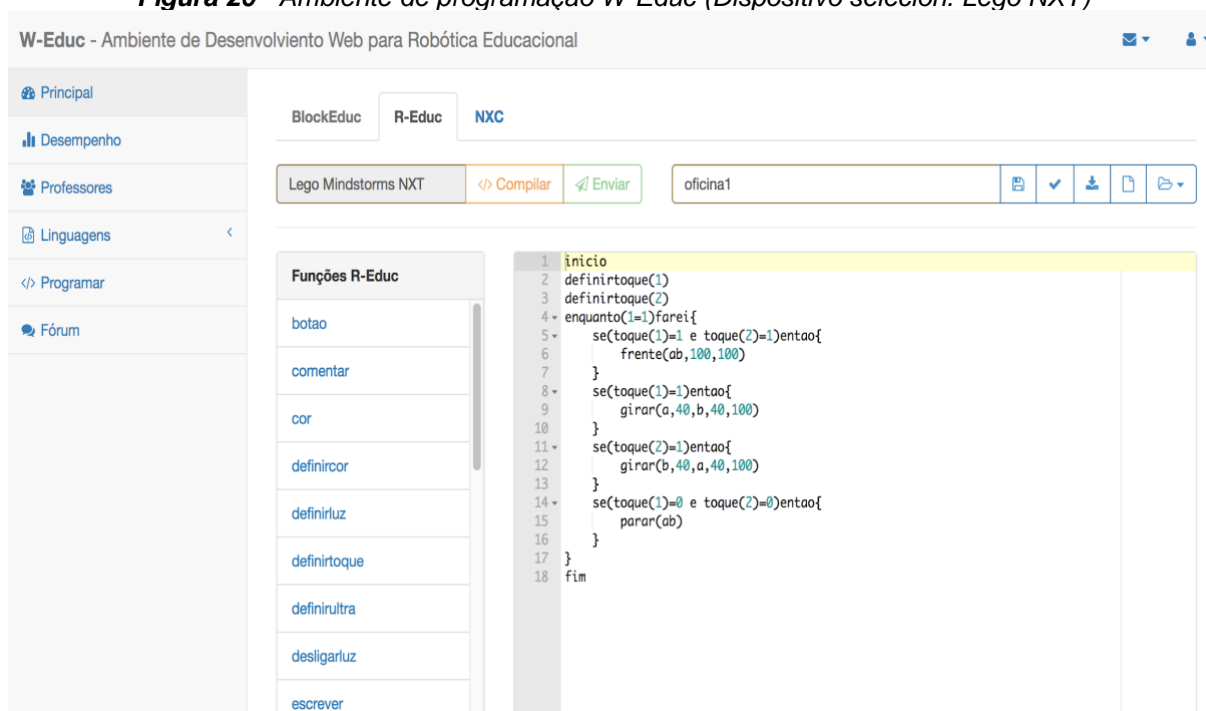 Figura 20 - Ambiente de programação W-Educ (Dispositivo selecion. Lego NXT)
W-Educ - Ambiente de Desenvolviento Web para Robótica Educacional
Principal
Desempenho
Professores
Linguagens
</> Programar
Fórum
BlockEduc R-Educ NXC
Lego Mindstorms NXT </> Compilar Enviar oficina1
Funções R-Educ
botao
comentar
cor
definircor
definirluz
definirtoque
definirultra
desligarluz
escrever
1 inicio
2 definirtoque(1)
3 definirtoque(2)
4 enquanto(1=1)farei{
5 se(toque(1)=1 e toque(2)=1)entao{
6 frente(ab,100,100)
7 }
8 se(toque(1)=1)entao{
9 girar(a,40,b,40,100)
10 }
11 se(toque(2)=1)entao{
12 girar(b,40,a,40,100)
13 }
14 se(toque(1)=0 e toque(2)=0)entao{
15 parar(ab)
16 }
17 }
18 fim